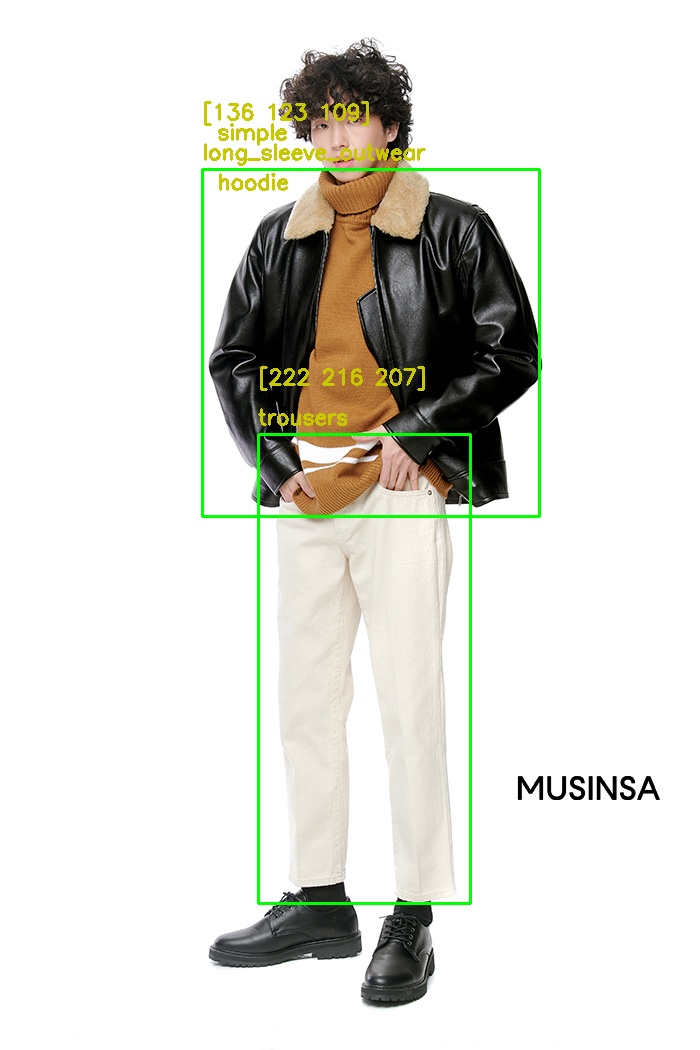 [136 123 109]
simple
long_sleeve_outwear
hoodie
[222 216 207]
trousers
MUSINSA